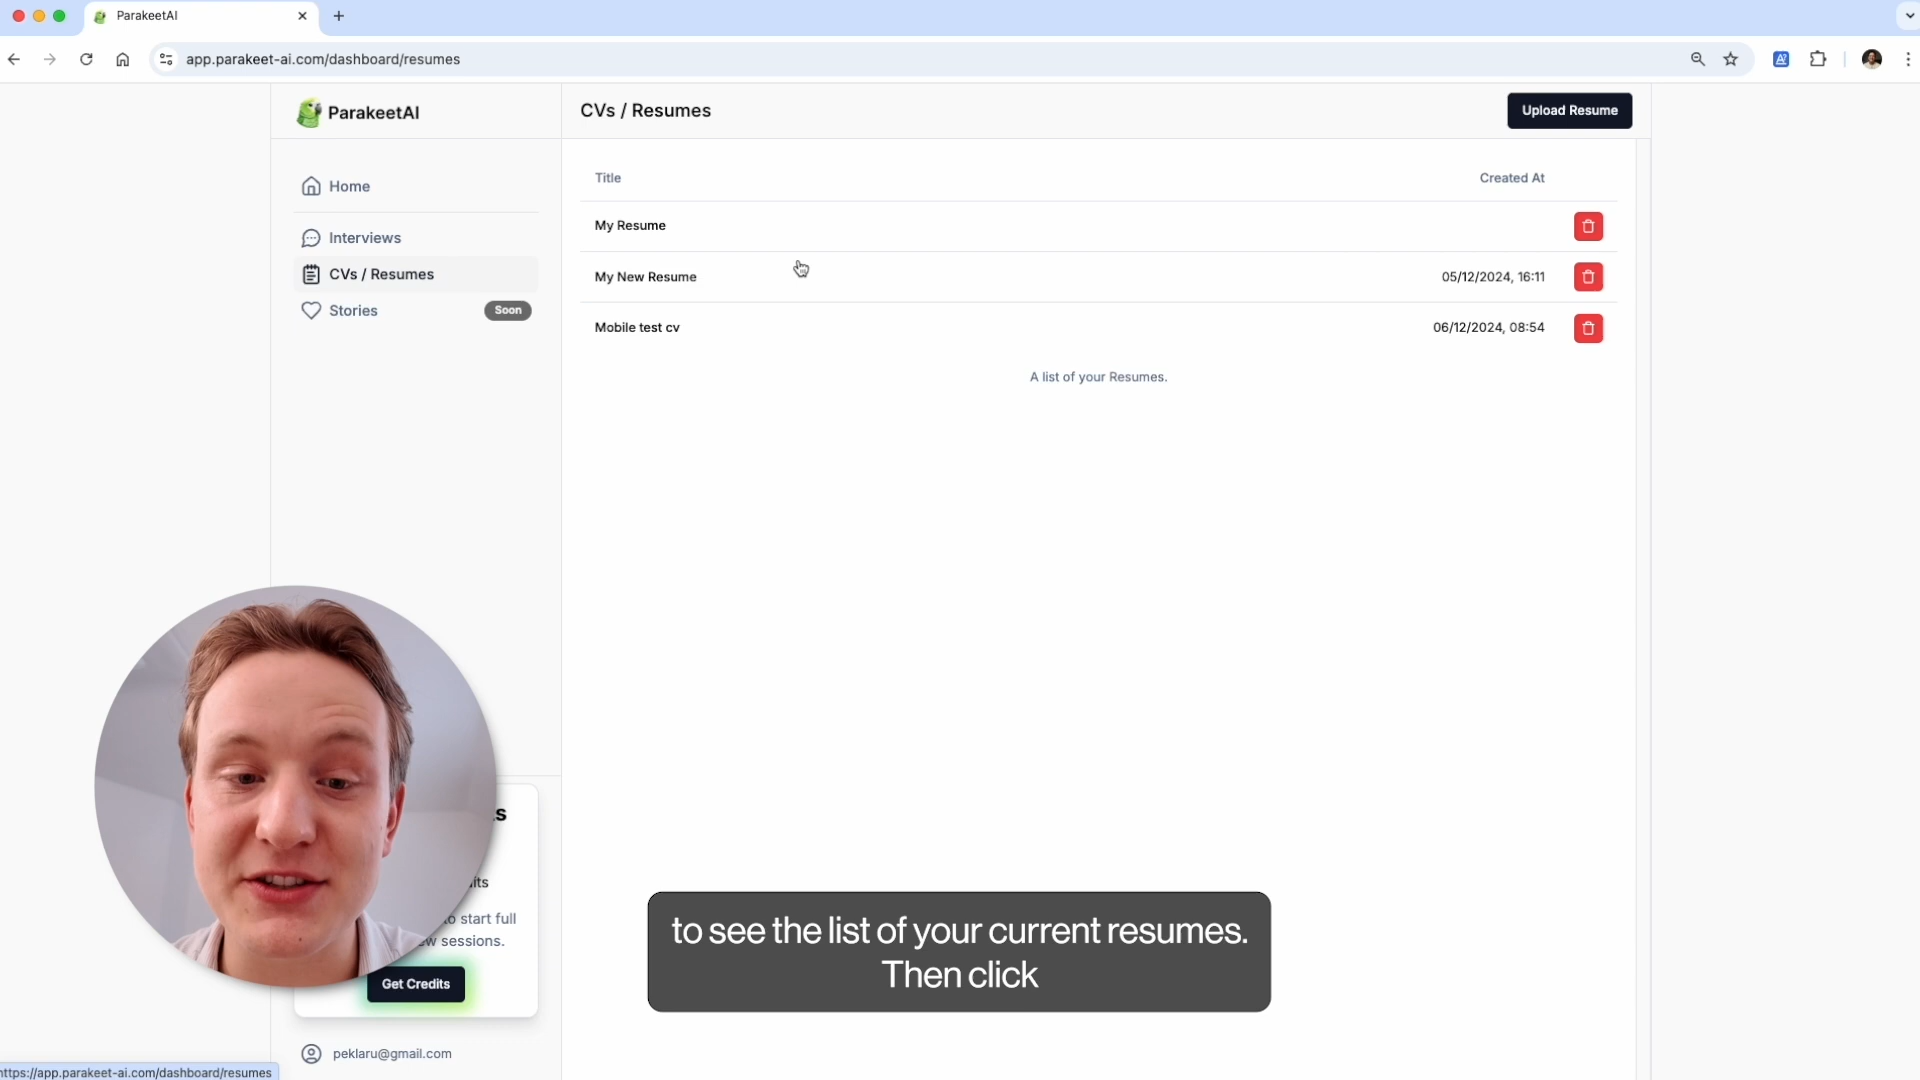 ParakeetAI
app.parakeet-ai.com/dashboard/resumes
ParakeetAI
CVs / Resumes
Upload Resume
Home
Interviews
CVs / Resumes
Stories
Soon
Title
Created At
My Resume
My New Resume
05/12/2024, 16:11
Mobile test cv
06/12/2024, 08:54
A list of your Resumes.
start full
sessions.
Get Credits
to see the list of your current resumes.
Then click
peklaru@gmail.com
https://app.parakeet-ai.com/dashboard/resumes